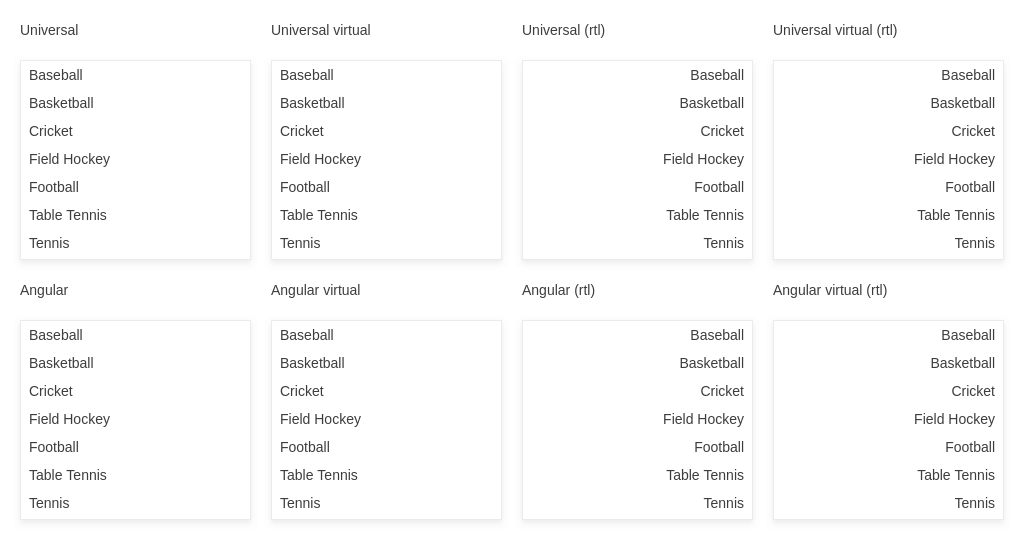 Universal
Baseball
Basketball
Cricket
Field Hockey
Football
Table Tennis
Tennis
Universal virtual
Baseball
Basketball
Cricket
Field Hockey
Football
Table Tennis
Tennis
Universal (rtl)
Baseball
Basketball
Cricket
Field Hockey
Football
Table Tennis
Tennis
Universal virtual (rtl)
Baseball
Basketball
Cricket
Field Hockey
Football
Table Tennis
Tennis
Angular
Baseball
Basketball
Cricket
Field Hockey
Football
Table Tennis
Tennis
Angular virtual
Baseball
Basketball
Cricket
Field Hockey
Football
Table Tennis
Tennis
Angular (rtl)
Baseball
Basketball
Cricket
Field Hockey
Football
Table Tennis
Tennis
Angular virtual (rtl)
Baseball
Basketball
Cricket
Field Hockey
Football
Table Tennis
Tennis